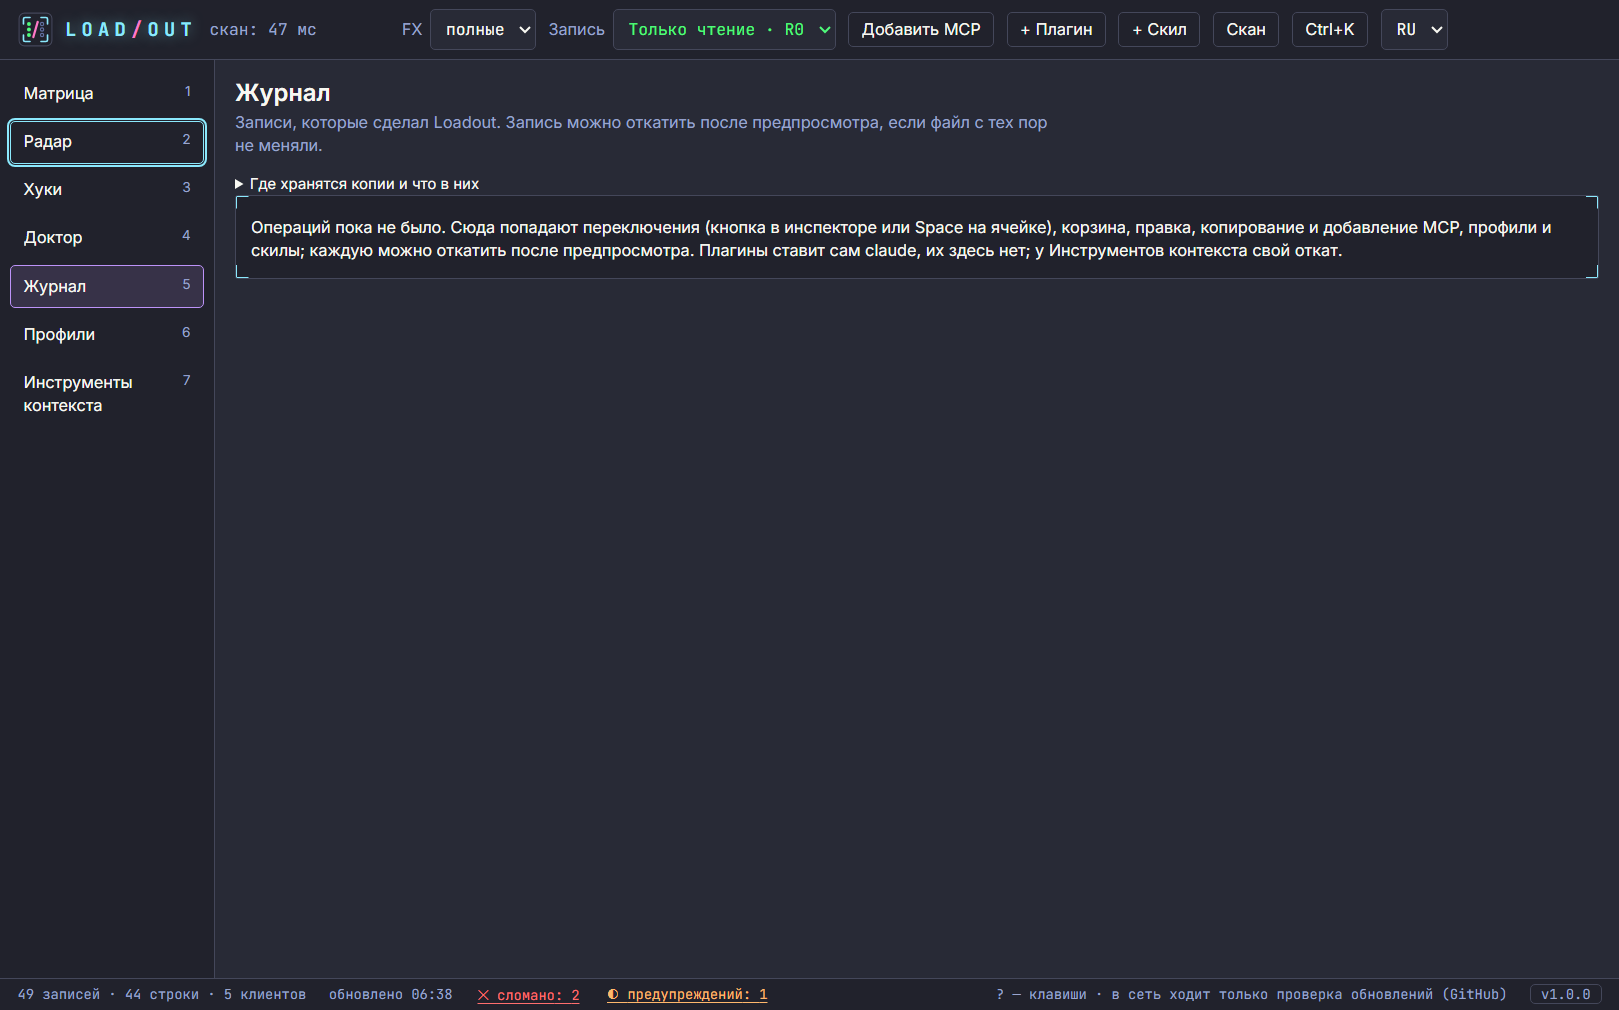 LOAD/OUT скан: 47 мс FX полные Запись Только чтение · R0 Добавить MCP + Плагин + Скил Скан Ctrl+K RU
Матрица 1
Радар 2
Хуки 3
Доктор 4
Журнал 5
Профили 6
Инструменты контекста 7
Журнал
Записи, которые сделал Loadout. Запись можно откатить после предпросмотра, если файл с тех пор
не меняли.
Где хранятся копии и что в них
Операций пока не было. Сюда попадают переключения (кнопка в инспекторе или Space на ячейке), корзина, правка, копирование и добавление MCP, профили и
скилы; каждую можно откатить после предпросмотра. Плагины ставит сам claude, их здесь нет; у Инструментов контекста свой откат.
49 записей · 44 строки · 5 клиентов обновлено 06:38 сломано: 2 предупреждений: 1 ? — клавиши · в сеть ходит только проверка обновлений (GitHub) v1.0.0